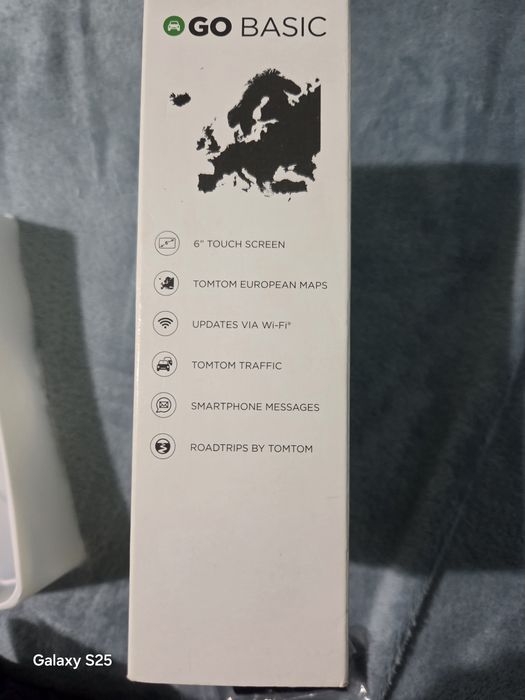 GO BASIC
6" TOUCH SCREEN
TOMTOM EUROPEAN MAPS
UPDATES VIA Wi-Fi®
TOMTOM TRAFFIC
SMARTPHONE MESSAGES
ROADTRIPS BY TOMTOM
Galaxy S25